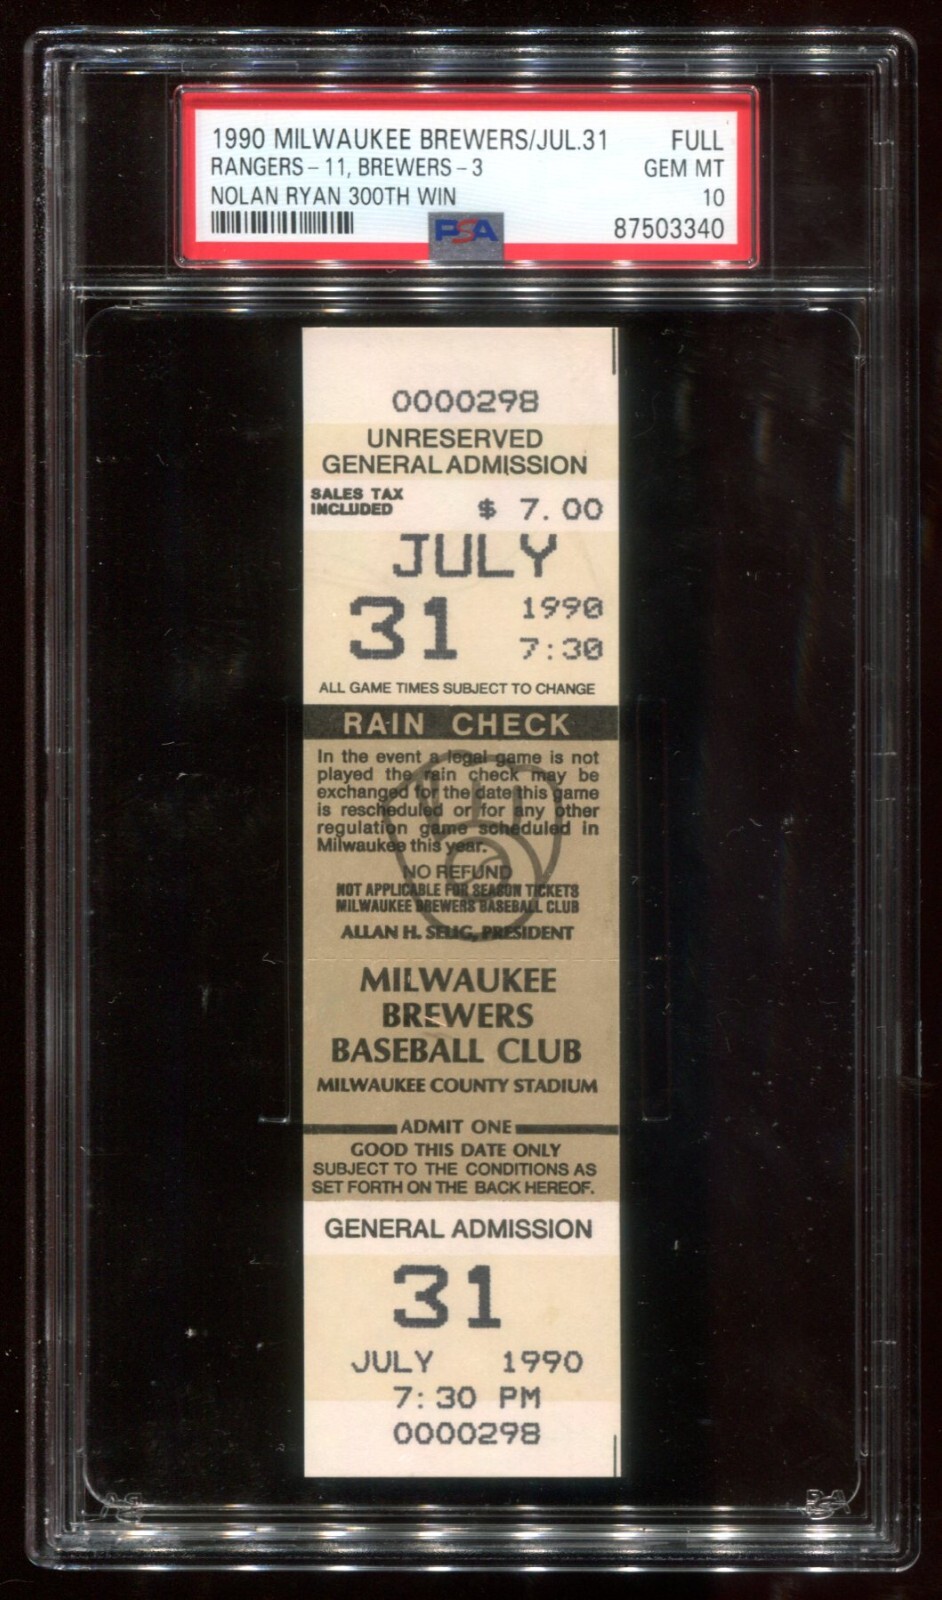 1990 MILWAUKEE BREWERS/JUL.31 FULL
RANGERS - 11, BREWERS - 3 GEM MT
NOLAN RYAN 300TH WIN 10
PSA 87503340
0000298
UNRESERVED
GENERAL ADMISSION
SALES TAX
INCLUDED $ 7.00
JULY
31 1990
7:30
ALL GAME TIMES SUBJECT TO CHANGE
RAIN CHECK
In the event a legal game is not
played the rain check may be
exchanged for the date this game
is rescheduled or for any other
regulation game scheduled in
Milwaukee this year.
NO REFUND
NOT APPLICABLE FOR SEASON TICKETS
MILWAUKEE BREWERS BASEBALL CLUB
ALLAN H. SELIG, PRESIDENT
MILWAUKEE
BREWERS
BASEBALL CLUB
MILWAUKEE COUNTY STADIUM
ADMIT ONE
GOOD THIS DATE ONLY
SUBJECT TO THE CONDITIONS AS
SET FORTH ON THE BACK HEREOF.
GENERAL ADMISSION
31
JULY 1990
7:30 PM
0000298
PSA